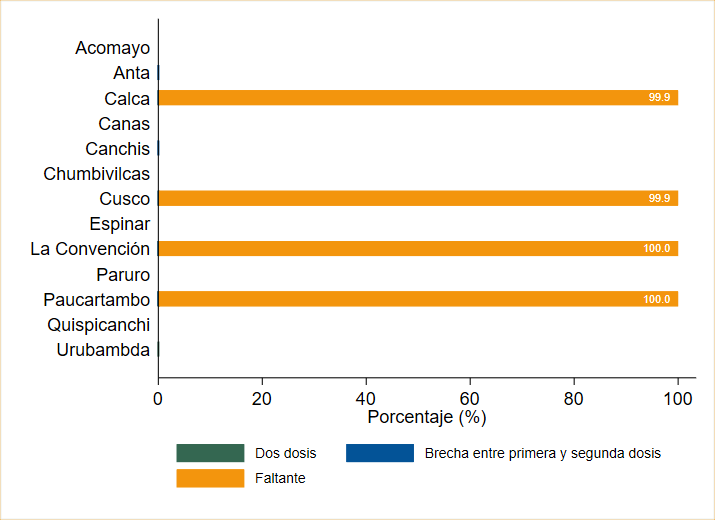 Acomayo
Anta
Calca 99.9
Canas
Canchis
Chumbivilcas
Cusco 99.9
Espinar
La Convención 100.0
Paruro
Paucartambo 100.0
Quispicanchi
Urubambda
0 20 40 60 80 100
Porcentaje (%)
Dos dosis Brecha entre primera y segunda dosis
Faltante